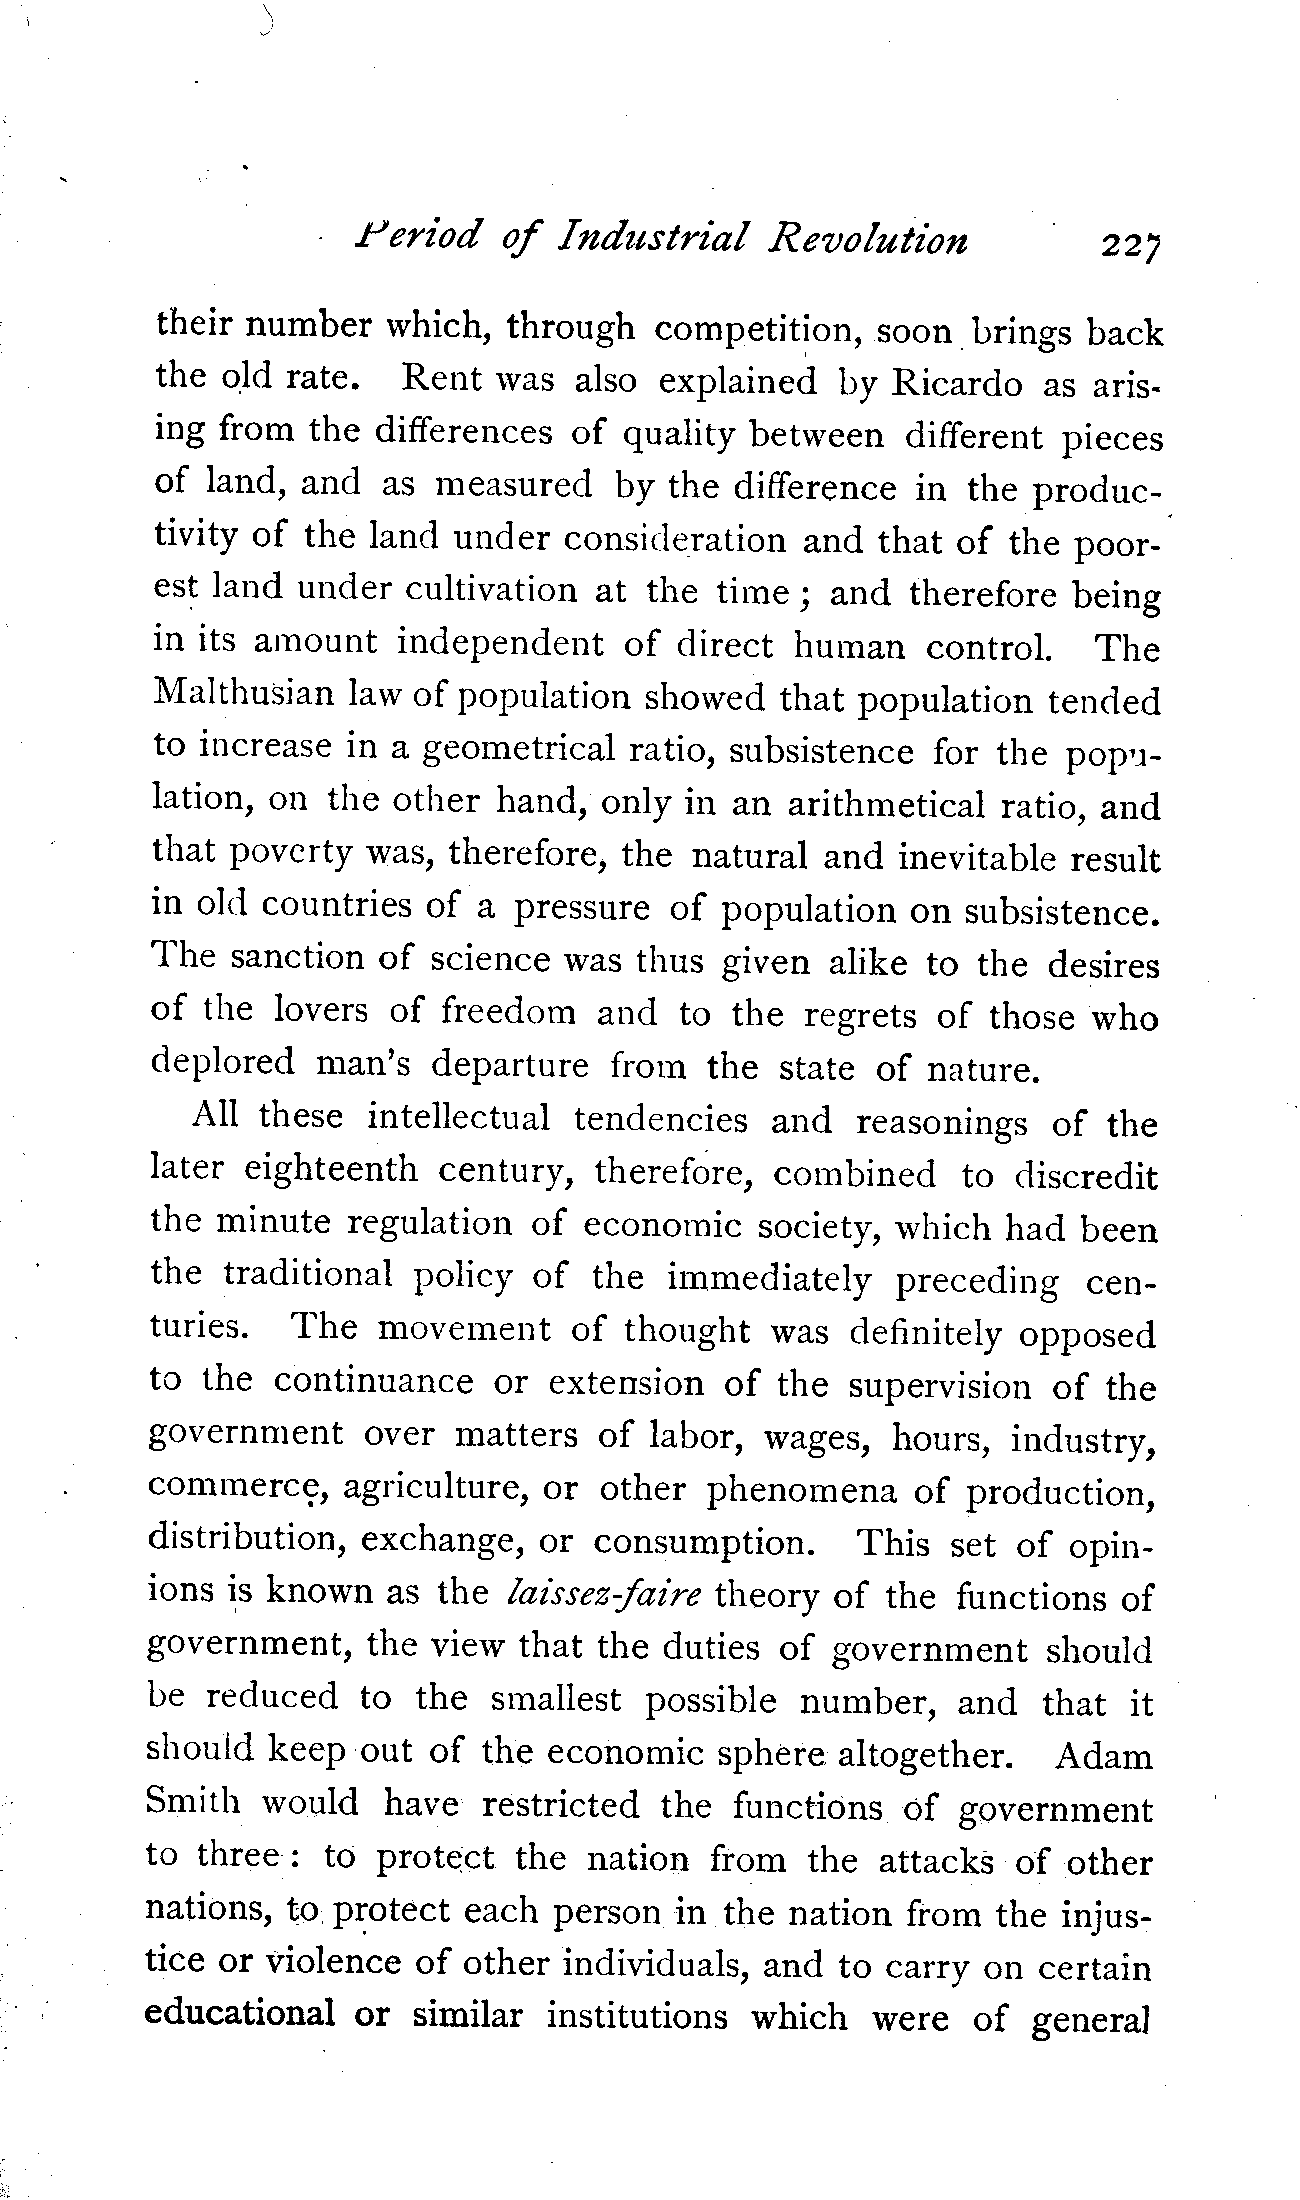 Period of Industrial Revolution 227
their number which, through competition, soon brings back
the old rate. Rent was also explained by Ricardo as aris-
ing from the differences of quality between different pieces
of land, and as measured by the difference in the produc-
tivity of the land under consideration and that of the poor-
est land under cultivation at the time ; and therefore being
in its amount independent of direct human control. The
Malthusian law of population showed that population tended
to increase in a geometrical ratio, subsistence for the popu-
lation, on the other hand, only in an arithmetical ratio, and
that poverty was, therefore, the natural and inevitable result
in old countries of a pressure of population on subsistence.
The sanction of science was thus given alike to the desires
of the lovers of freedom and to the regrets of those who
deplored man's departure from the state of nature.
All these intellectual tendencies and reasonings of the
later eighteenth century, therefore, combined to discredit
the minute regulation of economic society, which had been
the traditional policy of the immediately preceding cen-
turies. The movement of thought was definitely opposed
to the continuance or extension of the supervision of the
government over matters of labor, wages, hours, industry,
commerce, agriculture, or other phenomena of production,
distribution, exchange, or consumption. This set of opin-
ions is known as the laissez-faire theory of the functions of
government, the view that the duties of government should
be reduced to the smallest possible number, and that it
should keep out of the economic sphere altogether. Adam
Smith would have restricted the functions of government
to three : to protect the nation from the attacks of other
nations, to protect each person in the nation from the injus-
tice or violence of other individuals, and to carry on certain
educational or similar institutions which were of general